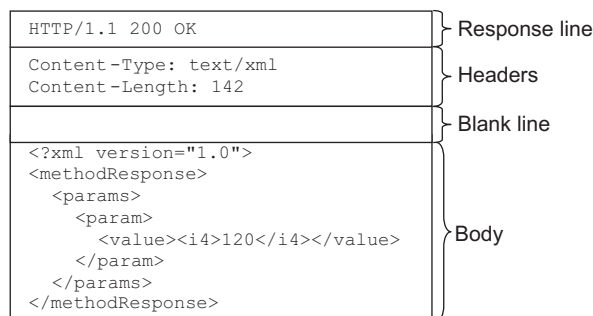 HTTP/1.1 200 OK
Response line
Content-Type: text/xml
Content-Length: 142
Headers
Blank line
<?xml version="1.0">
<methodResponse>
<params>
<param>
<value><i4>120</i4></value>
</param>
</params>
</methodResponse>
Body